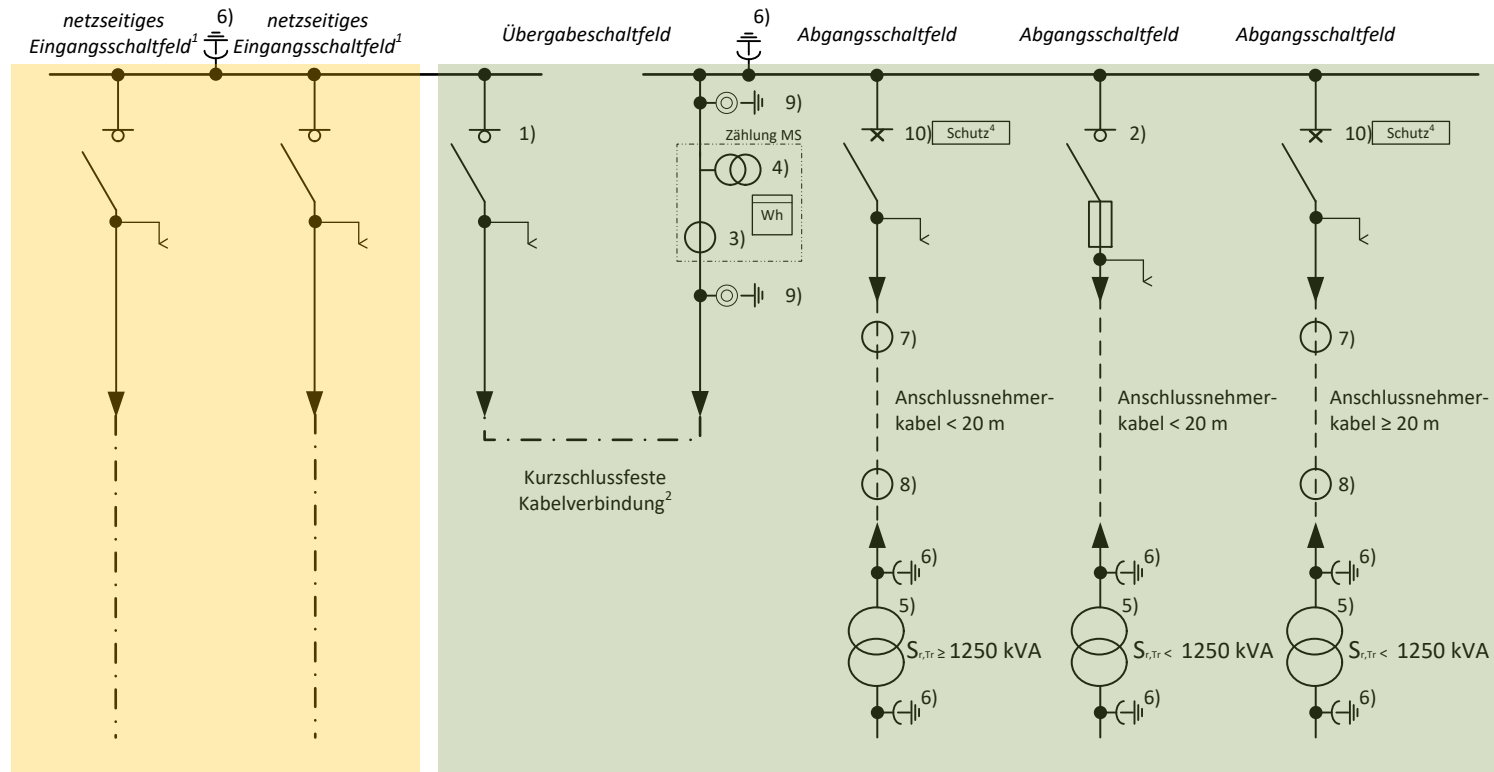 netzseitiges
Eingangsschaltfeld¹
6)
netzseitiges
Eingangsschaltfeld¹
Übergabeschaltfeld
6)
Abgangsschaltfeld
Abgangsschaltfeld
Abgangsschaltfeld
1)
9)
Zählung MS
4)
Wh
3)
9)
10)
Schutz⁴
2)
10)
Schutz⁴
7)
7)
Anschlussnehmer-
kabel < 20 m
Anschlussnehmer-
kabel < 20 m
Anschlussnehmer-
kabel ≥ 20 m
Kurzschlussfeste
Kabelverbindung²
8)
8)
6)
6)
6)
5)
5)
5)
Sr,Tr ≥ 1250 kVA
Sr,Tr < 1250 kVA
Sr,Tr < 1250 kVA
6)
6)
6)